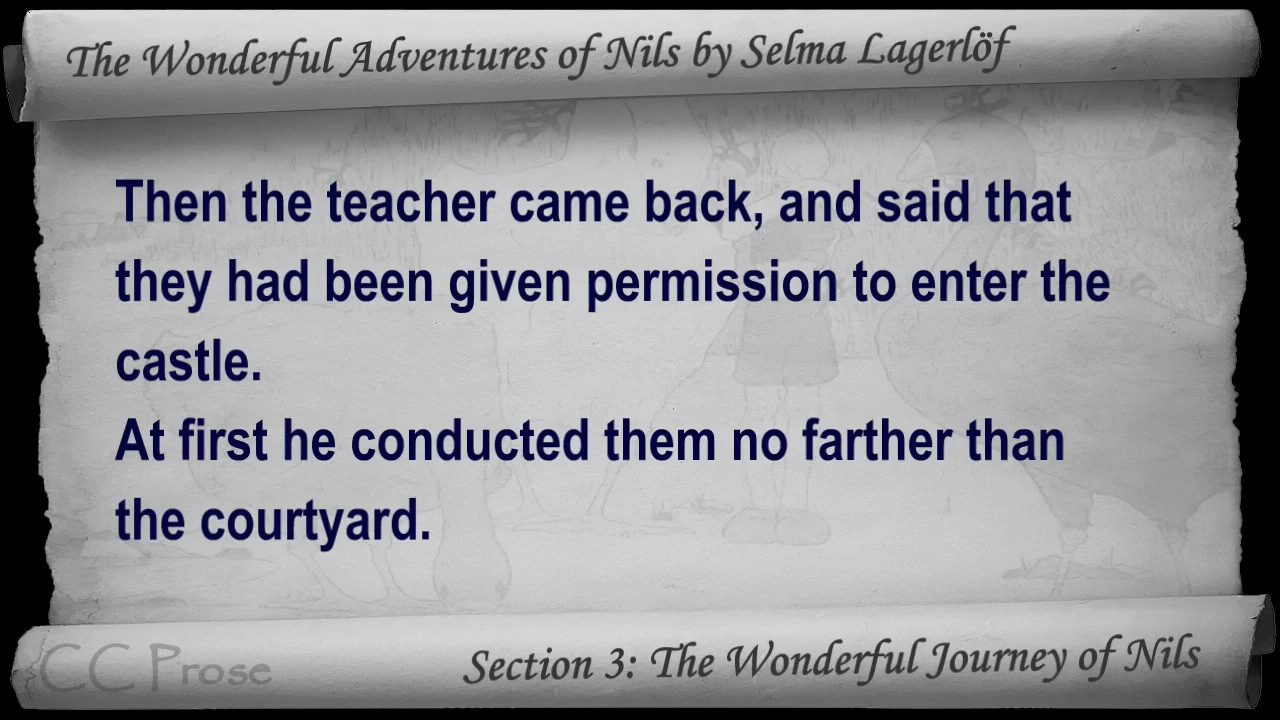 The Wonderful Adventures of Nils by Selma Lagerlöf
Then the teacher came back, and said that
they had been given permission to enter the
castle.
At first he conducted them no farther than
the courtyard.
CC Prose
Section 3: The Wonderful Journey of Nils